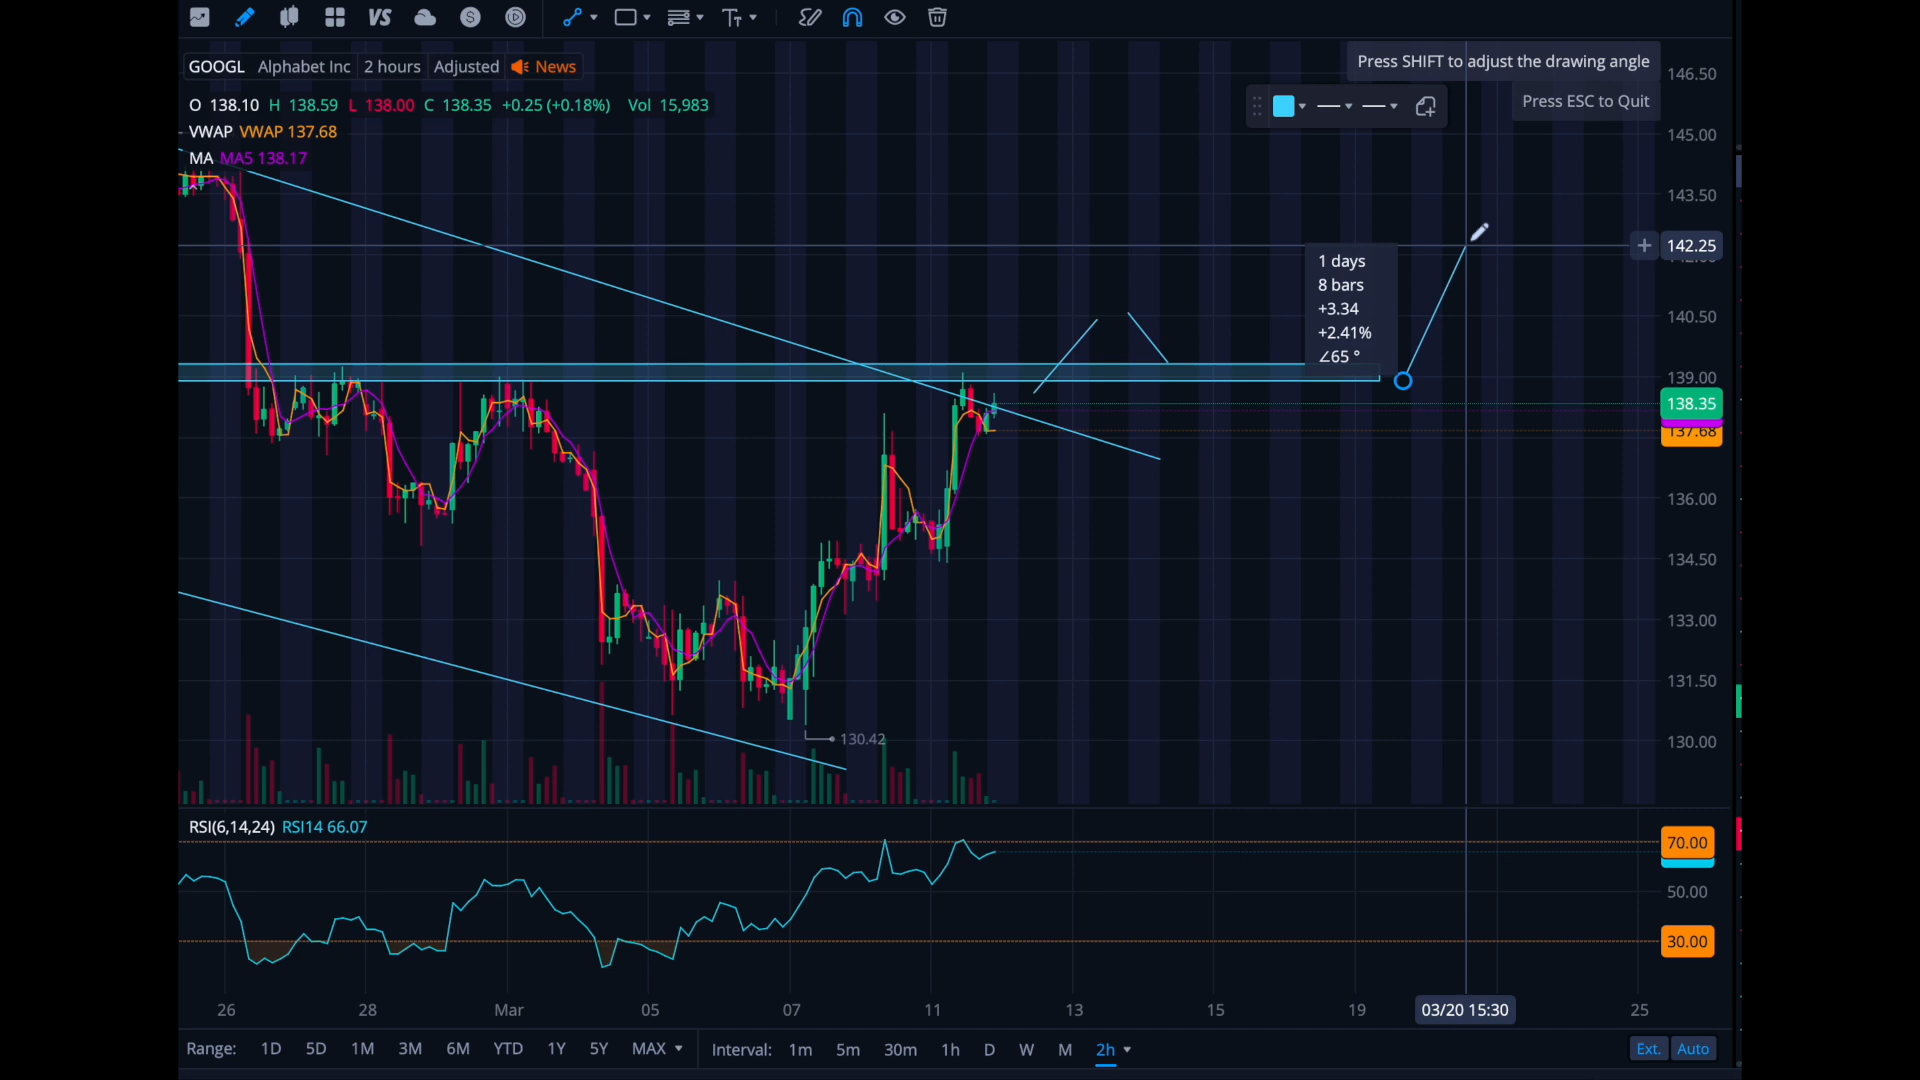 VS
Press SHIFT to adjust the drawing angle
Press ESC to Quit
GOOGL Alphabet Inc 2 hours Adjusted News
O 138.10 H 138.59 L 138.00 C 138.35 +0.25 (+0.18%) Vol 15,983
VWAP VWAP 137.68
MA MA5 138.17
146.50
145.00
143.50
142.25
1 days
8 bars
+3.34
+2.41%
∠65 °
140.50
139.00
138.35
137.68
136.00
134.50
133.00
131.50
130.42
130.00
RSI(6,14,24) RSI14 66.07
70.00
50.00
30.00
26 28 Mar 05 07 11 13 15 19 03/20 15:30 25
Range: 1D 5D 1M 3M 6M YTD 1Y 5Y MAX Interval: 1m 5m 30m 1h D W M 2h Ext. Auto